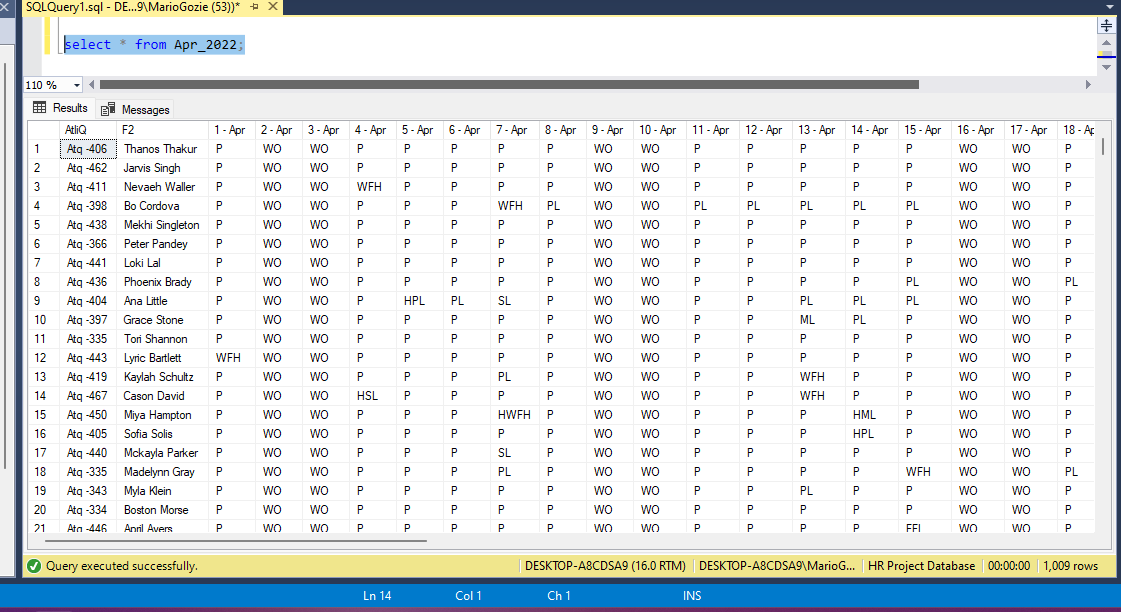 SQLQuery1.sql - DE...9\MarioGozie (53))*
select * from Apr_2022;
110 %
Results Messages
AtliQ F2 1 - Apr 2 - Apr 3 - Apr 4 - Apr 5 - Apr 6 - Apr 7 - Apr 8 - Apr 9 - Apr 10 - Apr 11 - Apr 12 - Apr 13 - Apr 14 - Apr 15 - Apr 16 - Apr 17 - Apr 18 - Ap
1 Atq -406 Thanos Thakur P WO WO P P P P P WO WO P P P P P WO WO P
2 Atq -462 Jarvis Singh P WO WO P P P P P WO WO P P P P P WO WO P
3 Atq -411 Nevaeh Waller P WO WO WFH P P P P WO WO P P P P P WO WO P
4 Atq -398 Bo Cordova P WO WO P P P WFH PL WO WO PL PL PL PL PL WO WO P
5 Atq -438 Mekhi Singleton P WO WO P P P P P WO WO P P P P P WO WO P
6 Atq -366 Peter Pandey P WO WO P P P P P WO WO P P P P P WO WO P
7 Atq -441 Loki Lal P WO WO P P P P P WO WO P P P P P WO WO P
8 Atq -436 Phoenix Brady P WO WO P P P P P WO WO P P P P PL WO WO PL
9 Atq -404 Ana Little P WO WO P HPL PL SL P WO WO P P PL PL PL WO WO P
10 Atq -397 Grace Stone P WO WO P P P P P WO WO P P ML PL P WO WO P
11 Atq -335 Tori Shannon P WO WO P P P P P WO WO P P P P P WO WO P
12 Atq -443 Lyric Bartlett WFH WO WO P P P P P WO WO P P P P P WO WO P
13 Atq -419 Kaylah Schultz P WO WO P P P PL P WO WO P P WFH P P WO WO P
14 Atq -467 Cason David P WO WO HSL P P P P WO WO P P WFH P P WO WO P
15 Atq -450 Miya Hampton P WO WO P P P HWFH P WO WO P P P HML P WO WO P
16 Atq -405 Sofia Solis P WO WO P P P P P WO WO P P P HPL P WO WO P
17 Atq -440 Mckayla Parker P WO WO P P P SL P WO WO P P P P P WO WO P
18 Atq -335 Madelynn Gray P WO WO P P P PL P WO WO P P P P WFH WO WO PL
19 Atq -343 Myla Klein P WO WO P P P P P WO WO P P PL P P WO WO P
20 Atq -334 Boston Morse P WO WO P P P P P WO WO P P P P P WO WO P
21 Atq -446 April Ayers P WO WO P P P P P WO WO P P P P WO WO P
Query executed successfully. DESKTOP-A8CDSA9 (16.0 RTM) DESKTOP-A8CDSA9\MarioG... HR Project Database 00:00:00 1,009 rows
Ln 14 Col 1 Ch 1 INS